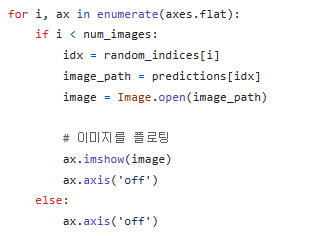 for i, ax in enumerate(axes.flat):
    if i < num_images:
        idx = random_indices[i]
        image_path = predictions[idx]
        image = Image.open(image_path)

        # 이미지를 플로팅
        ax.imshow(image)
        ax.axis('off')
    else:
        ax.axis('off')